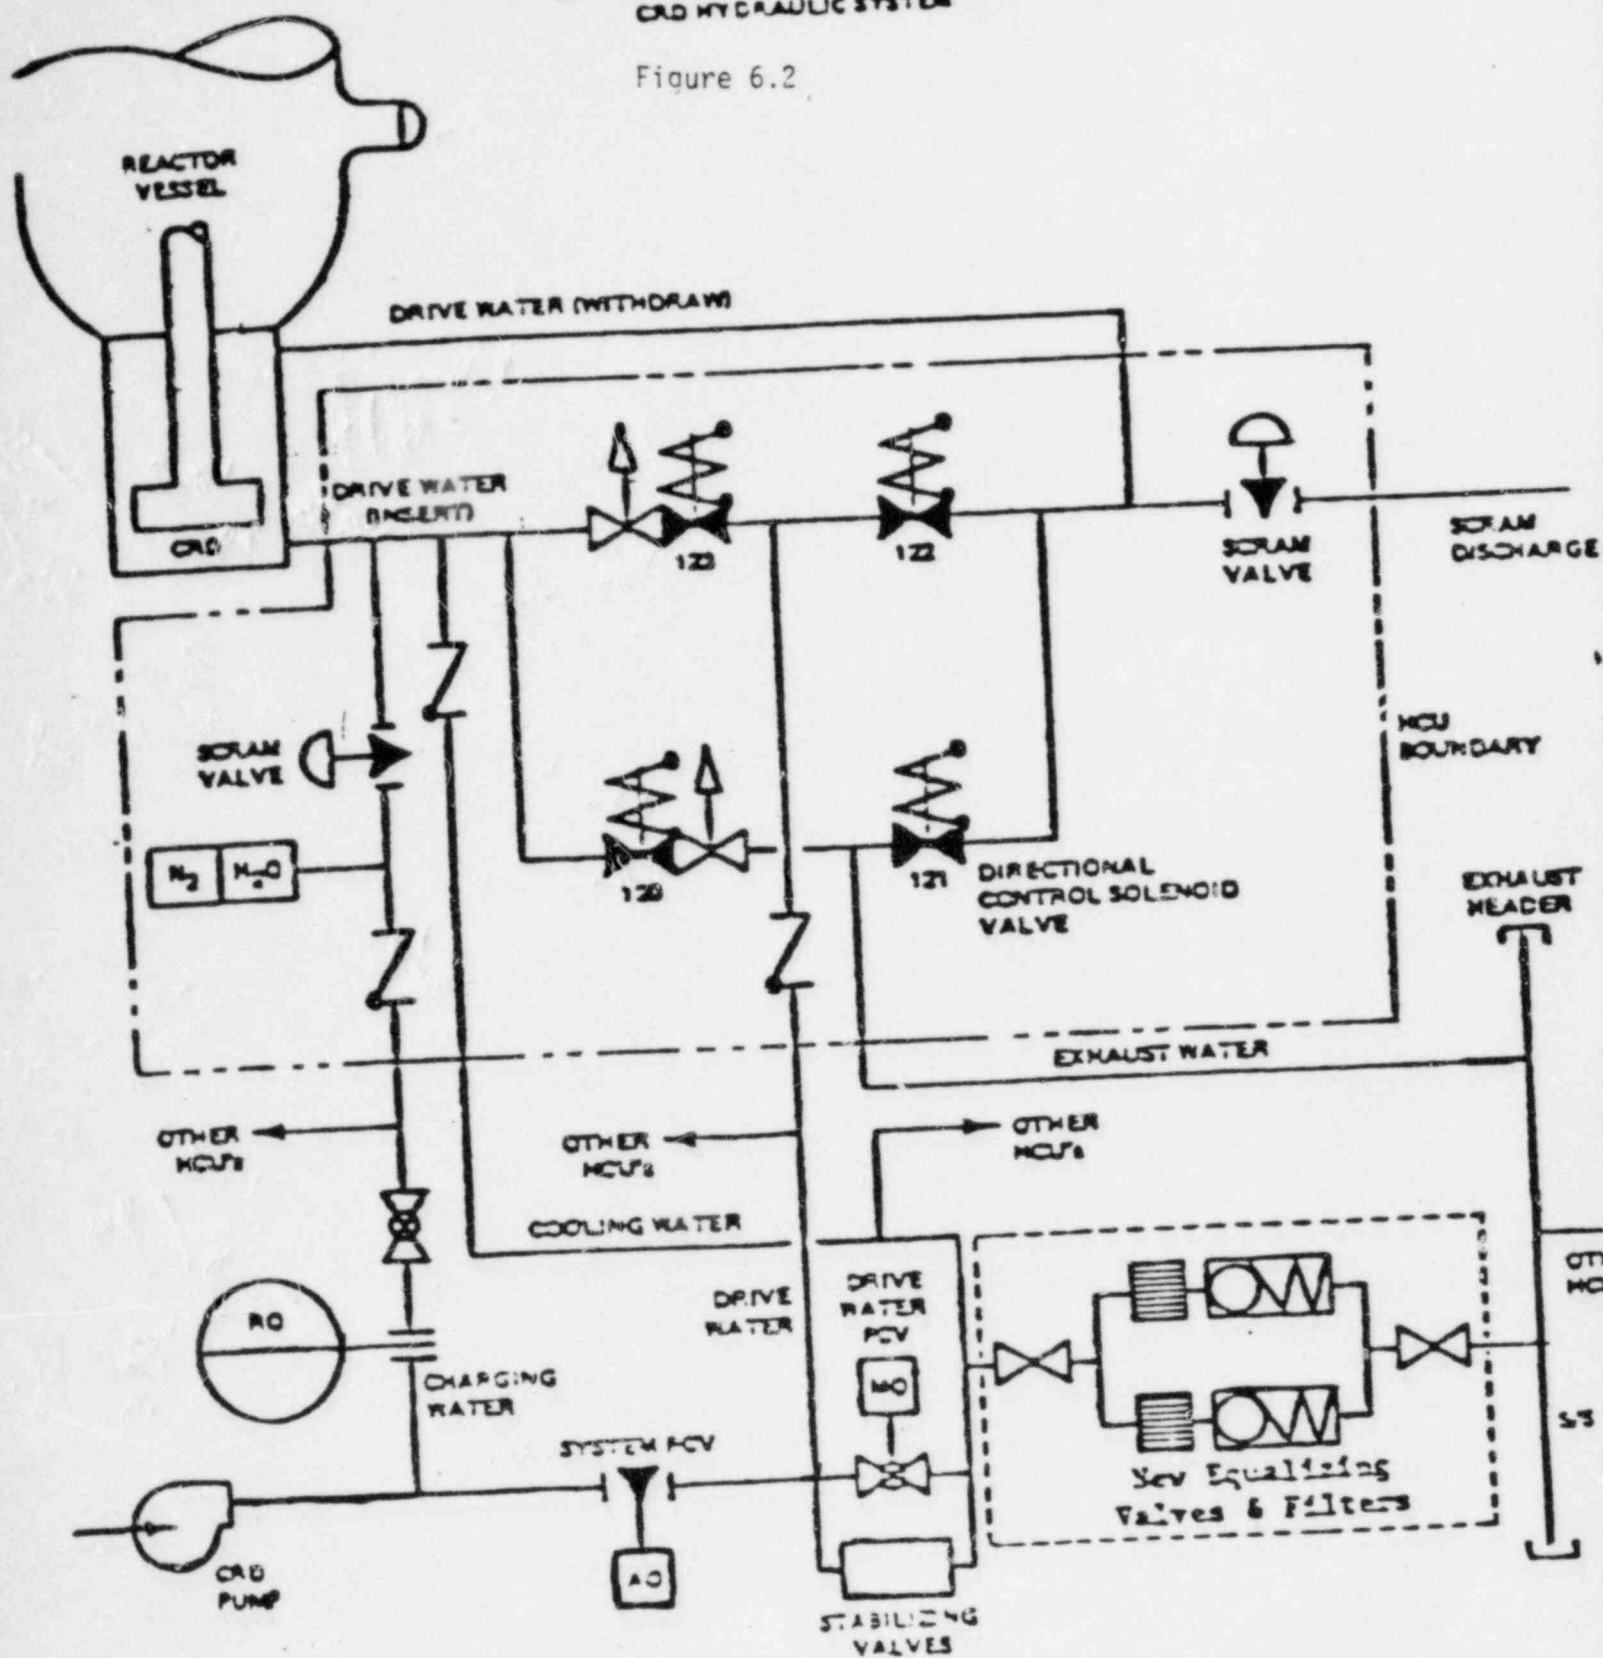 CRD HYDRAULIC SYSTEM
Figure 6.2
REACTOR
VESSEL
DRIVE WATER (WITHDRAW)
DRIVE WATER
(INSERT)
CRD
123
122
SCRAM
VALVE
SCRAM
DISCHARGE
SCRAM
VALVE
HCU
BOUNDARY
N2
H2O
120
121
DIRECTIONAL
CONTROL SOLENOID
VALVE
EXHAUST
HEADER
EXHAUST WATER
OTHER
HCU's
OTHER
HCU's
OTHER
HCU's
COOLING WATER
DRIVE
WATER
DRIVE
WATER
PCV
MO
RO
CHARGING
WATER
SYSTEM FCV
AO
CRD
PUMP
STABILIZING
VALVES
New Equalizing
Valves & Filters